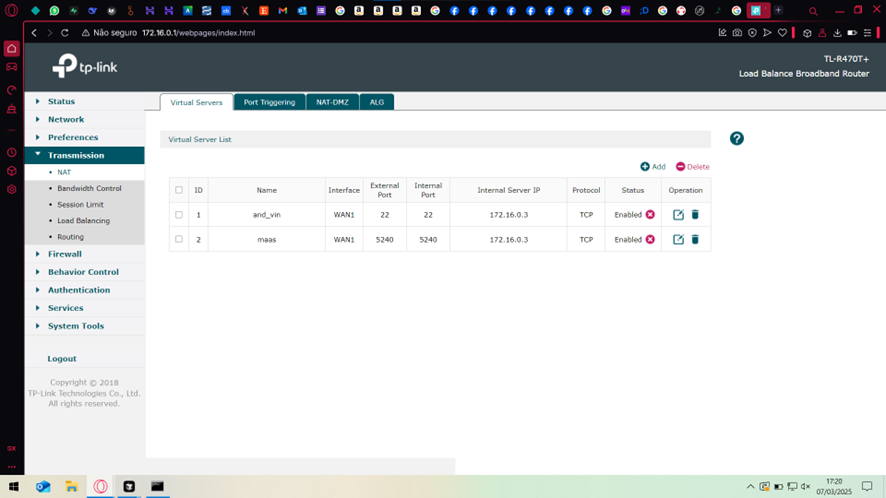 Não seguro 172.16.0.1/webpages/index.html
tp-link
TL-R470T+
Load Balance Broadband Router
Status
Network
Preferences
Transmission
NAT
Bandwidth Control
Session Limit
Load Balancing
Routing
Firewall
Behavior Control
Authentication
Services
System Tools
Logout
Copyright © 2018
TP-Link Technologies Co., Ltd.
All rights reserved.
Virtual Servers Port Triggering NAT-DMZ ALG
Virtual Server List
?
Add Delete
ID Name Interface External Port Internal Port Internal Server IP Protocol Status Operation
1 and_vin WAN1 22 22 172.16.0.3 TCP Enabled
2 maas WAN1 5240 5240 172.16.0.3 TCP Enabled
GX
17:20
07/03/2025